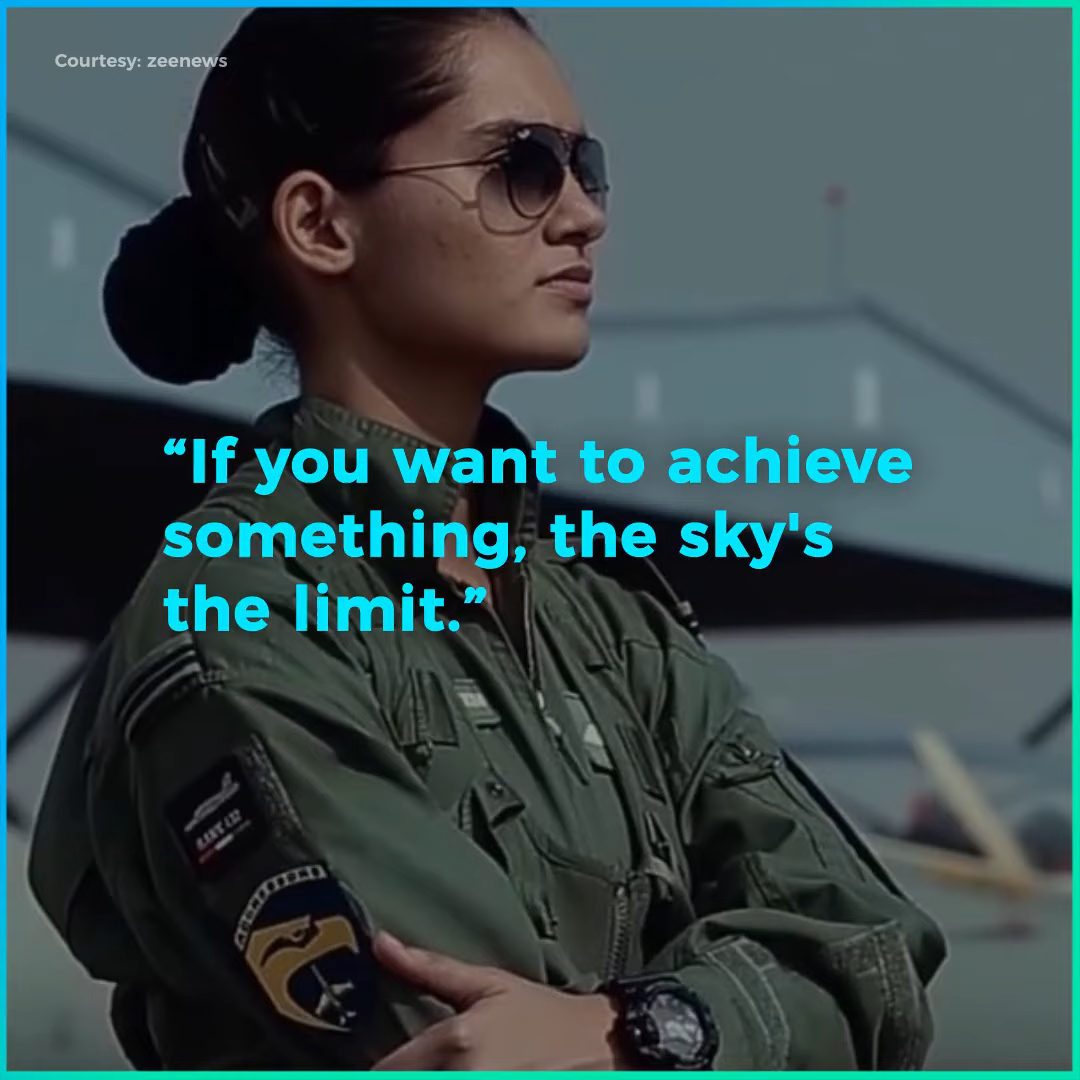 Courtesy: zeenews
“If you want to achieve
something, the sky's
the limit.”